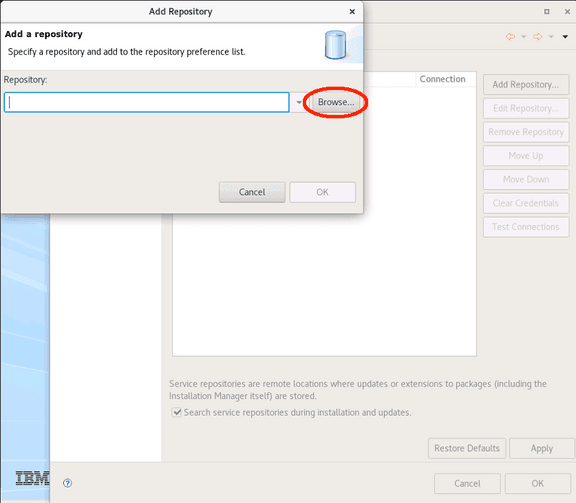 Add Repository
Add a repository
Specify a repository and add to the repository preference list.
Repository:
Browse...
Cancel
OK
Connection
Add Repository...
Edit Repository...
Remove Repository
Move Up
Move Down
Clear Credentials
Test Connections
Service repositories are remote locations where updates or extensions to packages (including the
Installation Manager itself) are stored.
Search service repositories during installation and updates.
Restore Defaults
Apply
IBM
?
Cancel
OK